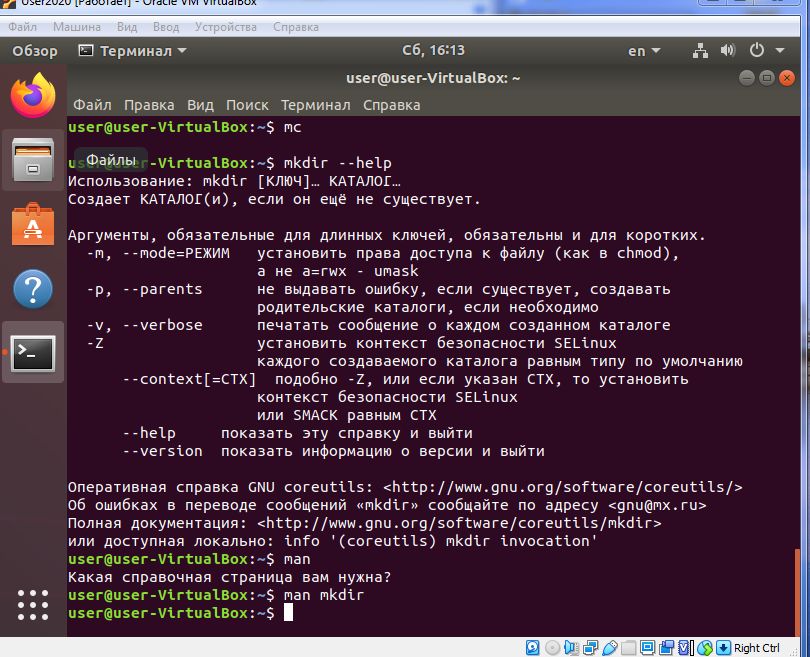 User2020 [Работает] - Oracle VM VirtualBox
Файл Машина Вид Ввод Устройства Справка
Обзор Терминал Сб, 16:13 en
user@user-VirtualBox: ~
Файл Правка Вид Поиск Терминал Справка
user@user-VirtualBox:~$ mc
Файлы
user@user-VirtualBox:~$ mkdir --help
Использование: mkdir [КЛЮЧ]… КАТАЛОГ…
Создает КАТАЛОГ(и), если он ещё не существует.
Аргументы, обязательные для длинных ключей, обязательны и для коротких.
-m, --mode=РЕЖИМ установить права доступа к файлу (как в chmod),
а не a=rwx - umask
-p, --parents не выдавать ошибку, если существует, создавать
родительские каталоги, если необходимо
-v, --verbose печатать сообщение о каждом созданном каталоге
-Z установить контекст безопасности SELinux
каждого создаваемого каталога равным типу по умолчанию
--context[=CTX] подобно -Z, или если указан CTX, то установить
контекст безопасности SELinux
или SMACK равным CTX
--help показать эту справку и выйти
--version показать информацию о версии и выйти
Оперативная справка GNU coreutils: <http://www.gnu.org/software/coreutils/>
Об ошибках в переводе сообщений «mkdir» сообщайте по адресу <gnu@mx.ru>
Полная документация: <http://www.gnu.org/software/coreutils/mkdir>
или доступная локально: info '(coreutils) mkdir invocation'
user@user-VirtualBox:~$ man
Какая справочная страница вам нужна?
user@user-VirtualBox:~$ man mkdir
user@user-VirtualBox:~$
Right Ctrl